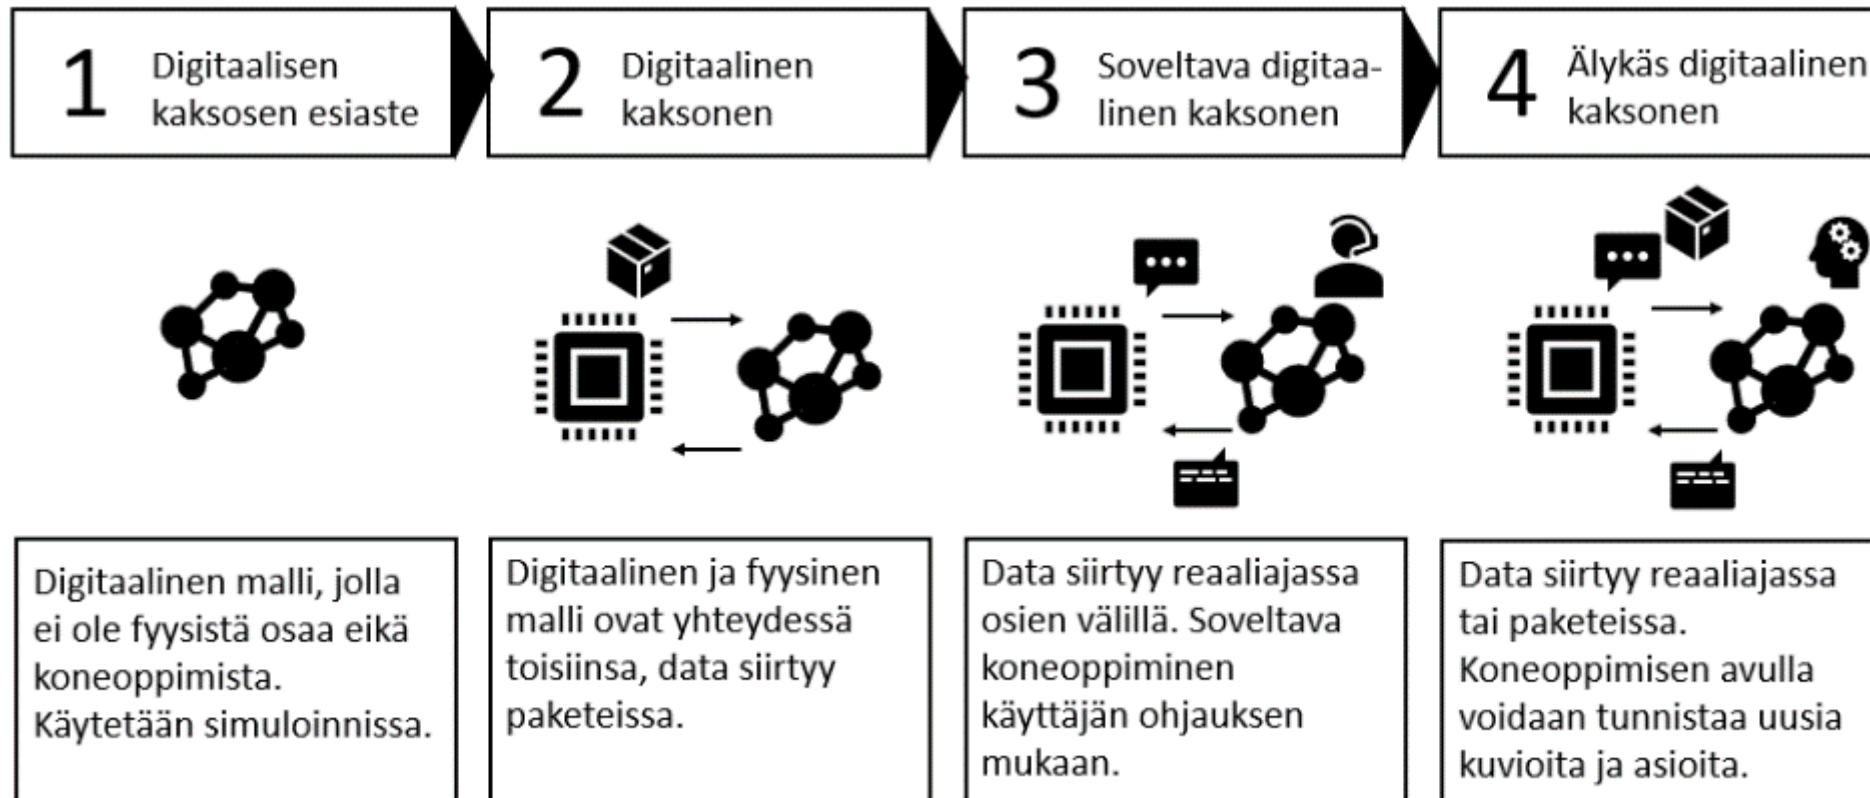 1
Digitaalisen
kaksosen esiaste
2
Digitaalinen
kaksonen
3
Soveltava digitaa-
linen kaksonen
4
Älykäs digitaalinen
kaksonen
Digitaalinen malli, jolla
ei ole fyysistä osaa eikä
koneoppimista.
Käytetään simuloinnissa.
Digitaalinen ja fyysinen
malli ovat yhteydessä
toisiinsa, data siirtyy
paketeissa.
Data siirtyy reaaliajassa
osien välillä. Soveltava
koneoppiminen
käyttäjän ohjauksen
mukaan.
Data siirtyy reaaliajassa
tai paketeissa.
Koneoppimisen avulla
voidaan tunnistaa uusia
kuvioita ja asioita.